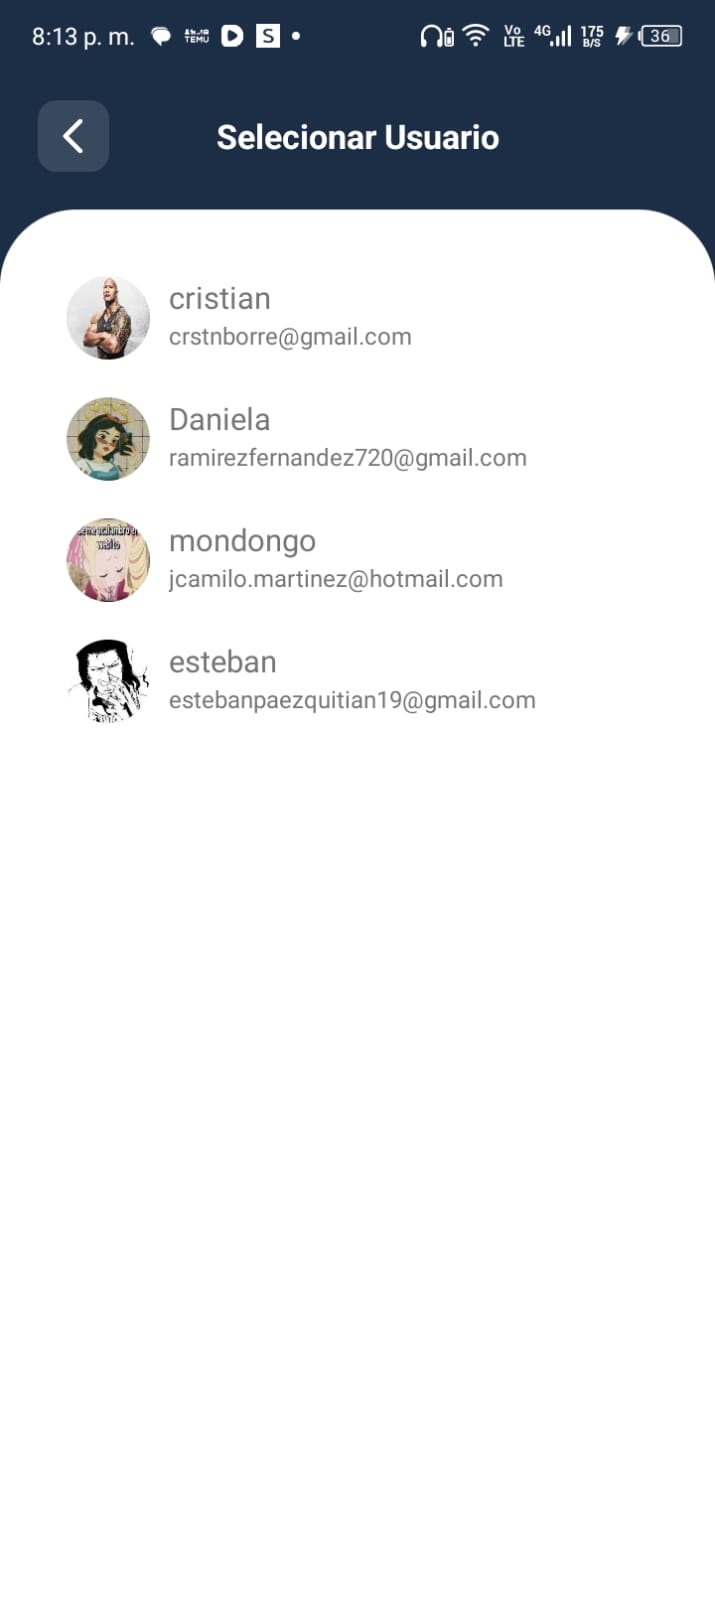 8:13 p. m. TEMU S Vo LTE 4G 175 B/S 36
Selecionar Usuario
cristian
crstnborre@gmail.com
Daniela
ramirezfernandez720@gmail.com
mondongo
jcamilo.martinez@hotmail.com
esteban
estebanpaezquitian19@gmail.com